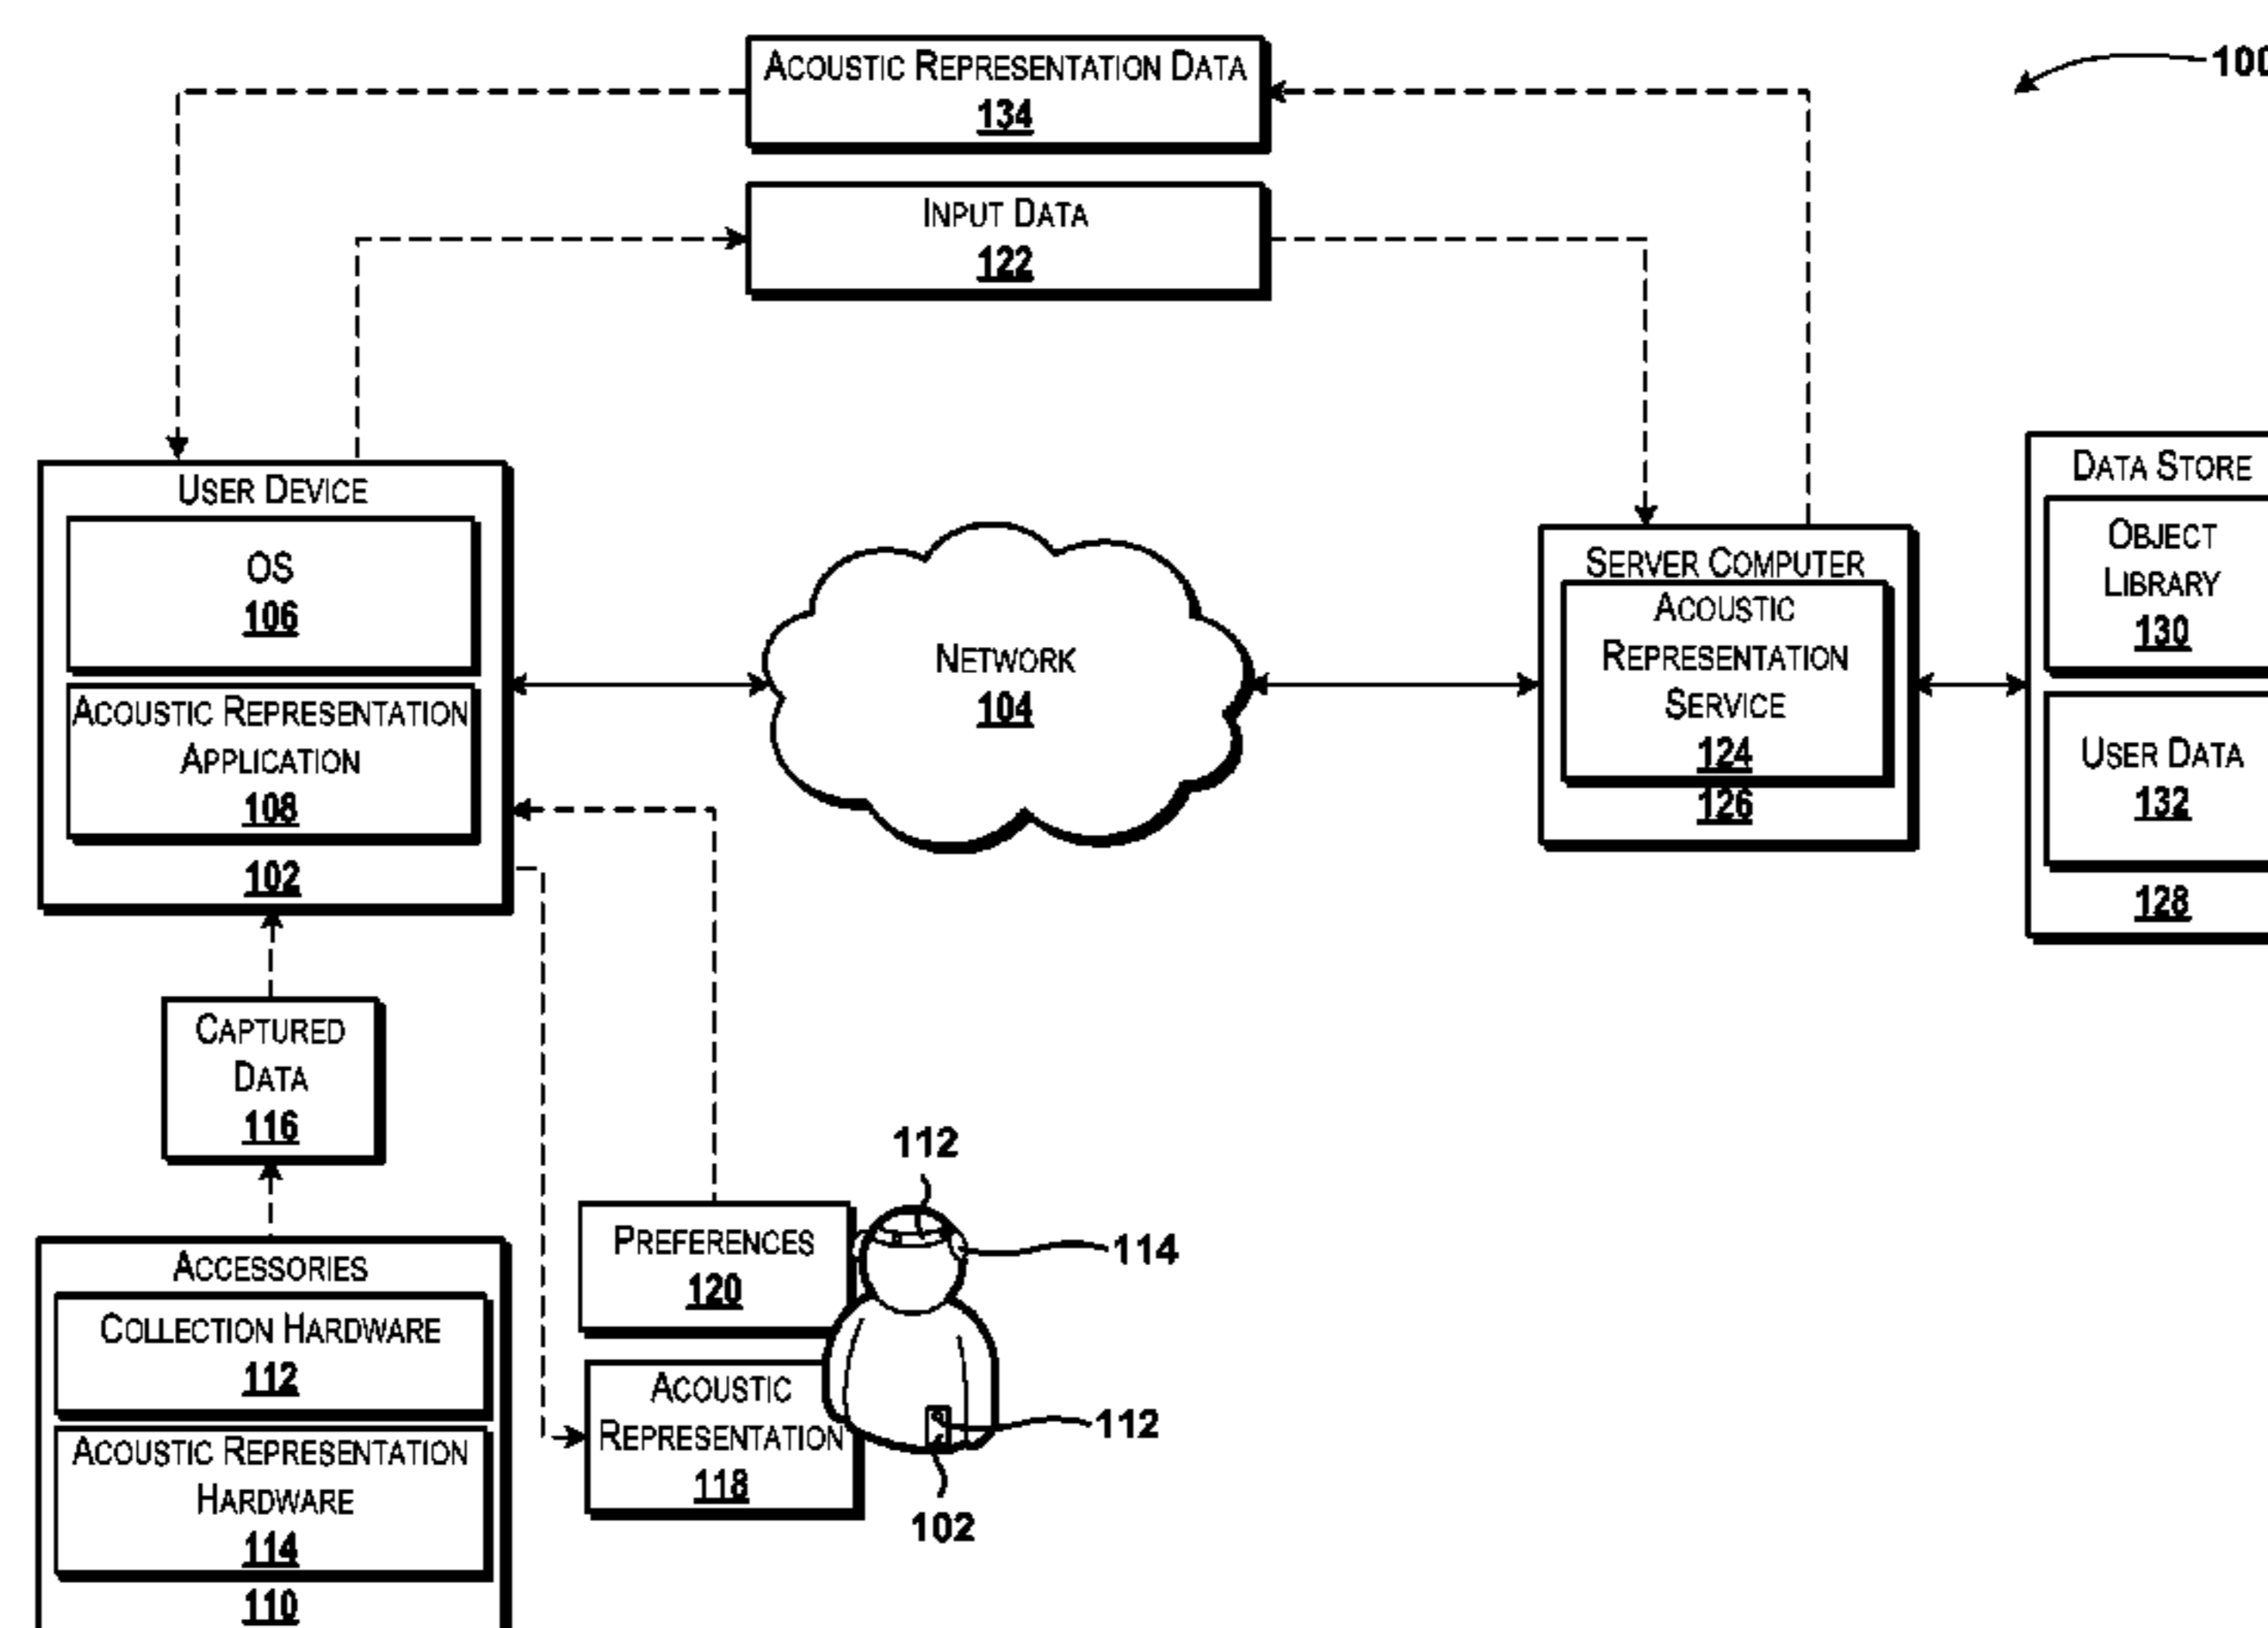 ACOUSTIC REPRESENTATION DATA
134
100
INPUT DATA
122
USER DEVICE
OS
106
ACOUSTIC REPRESENTATION
APPLICATION
108
102
NETWORK
104
SERVER COMPUTER
ACOUSTIC
REPRESENTATION
SERVICE
124
126
DATA STORE
OBJECT
LIBRARY
130
USER DATA
132
128
CAPTURED
DATA
116
ACCESSORIES
COLLECTION HARDWARE
112
ACOUSTIC REPRESENTATION
HARDWARE
114
110
PREFERENCES
120
ACOUSTIC
REPRESENTATION
118
112
114
112
102